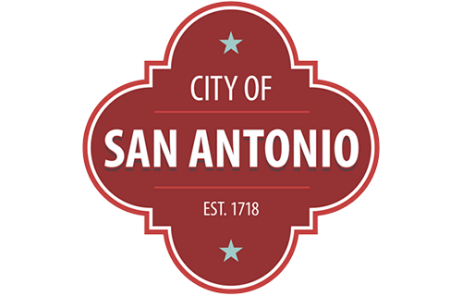 CITY OF
SAN ANTONIO
EST. 1718